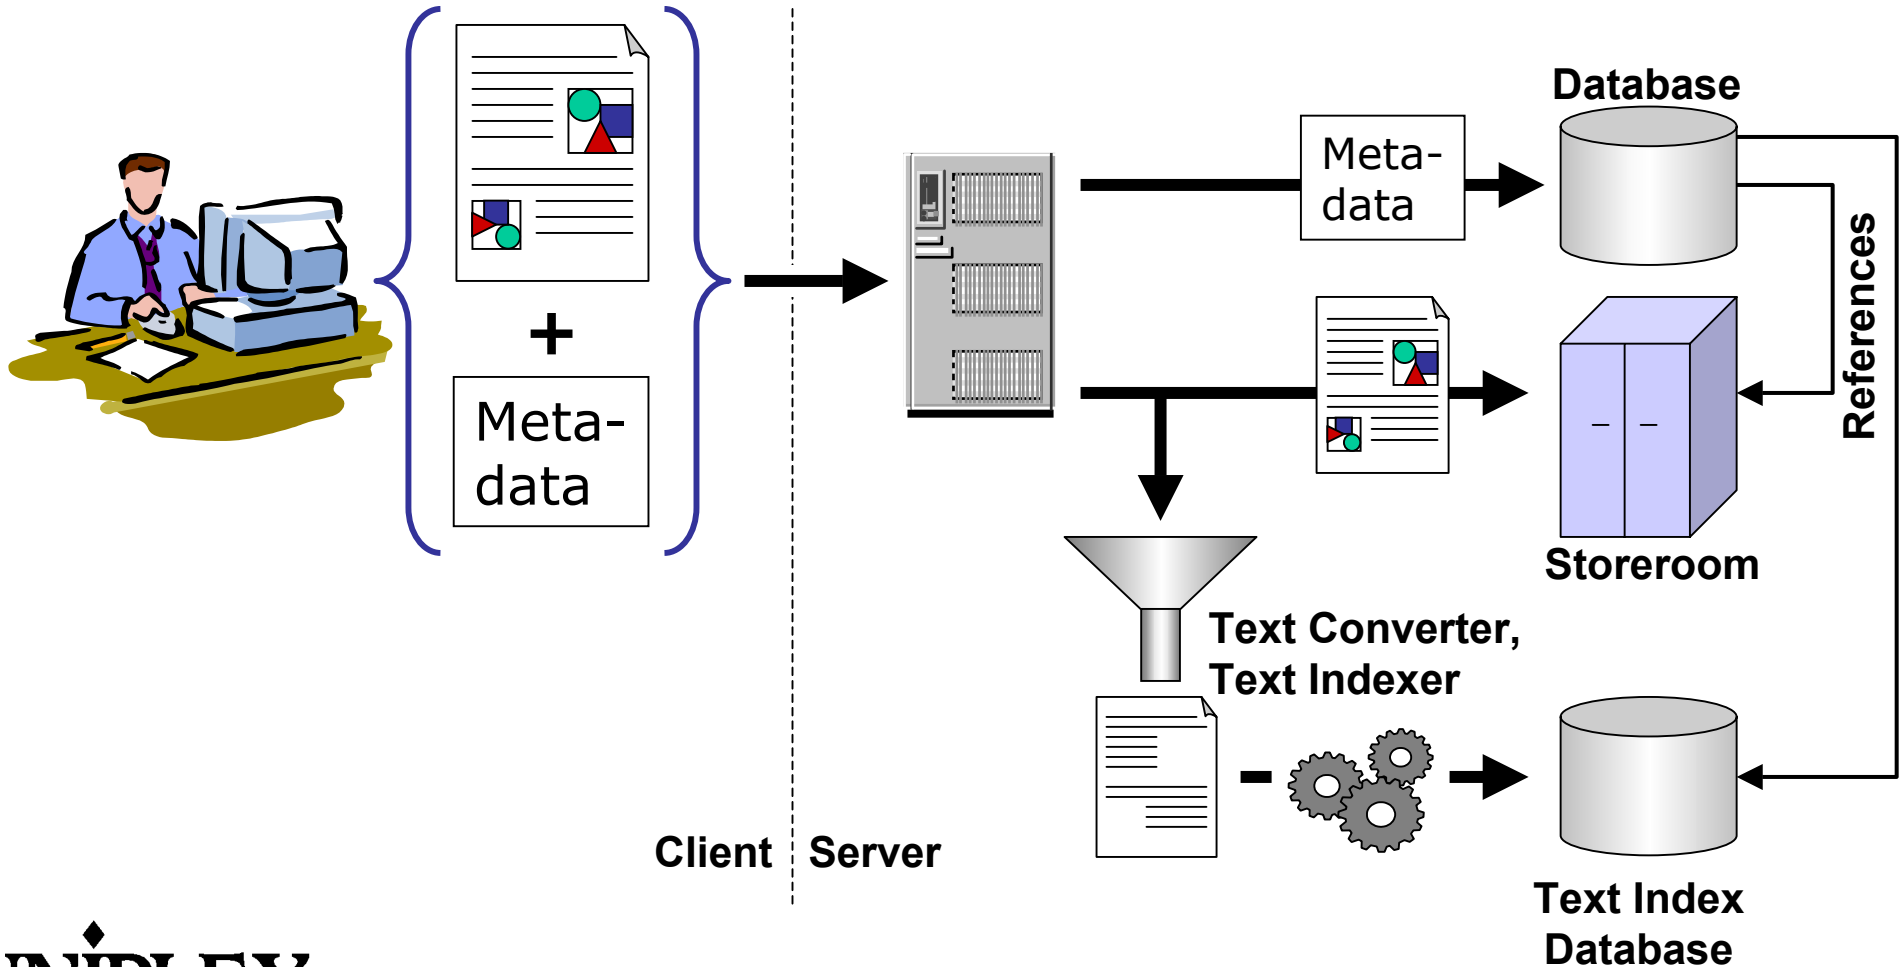 Database
Meta-
data
References
+
Meta-
data
Storeroom
Text Converter,
Text Indexer
Client
Server
Text Index
Database